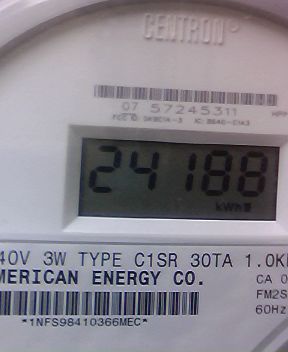 CENTRON®
07 57245311
24188
kWh
40V 3W TYPE C1SR 30TA 1.0K
MERICAN ENERGY CO.
CA 0
FM2S
60Hz
*1NFS98410366MEC*